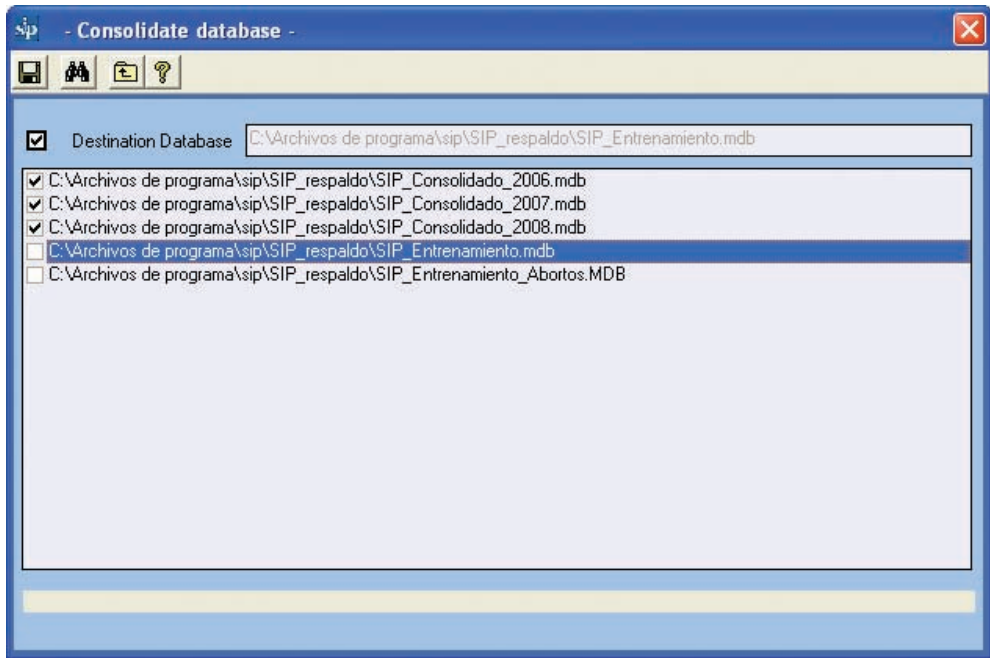 sip - Consolidate database -
Destination Database C:\Archivos de programa\sip\SIP_respaldo\SIP_Entrenamiento.mdb
C:\Archivos de programa\sip\SIP_respaldo\SIP_Consolidado_2006.mdb
C:\Archivos de programa\sip\SIP_respaldo\SIP_Consolidado_2007.mdb
C:\Archivos de programa\sip\SIP_respaldo\SIP_Consolidado_2008.mdb
C:\Archivos de programa\sip\SIP_respaldo\SIP_Entrenamiento.mdb
C:\Archivos de programa\sip\SIP_respaldo\SIP_Entrenamiento_Abortos.MDB